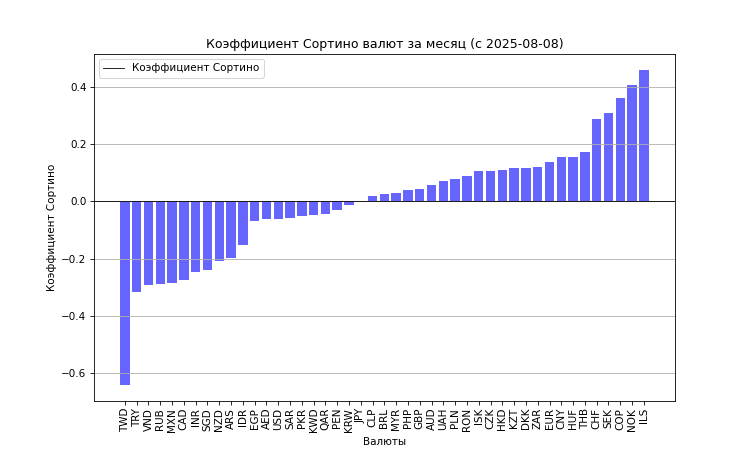 Коэффициент Сортино валют за месяц (с 2025-08-08)
Коэффициент Сортино
Коэффициент Сортино
0.4
0.2
0.0
−0.2
−0.4
−0.6
TWD
TRY
VND
RUB
MXN
CAD
INR
SGD
NZD
ARS
IDR
EGP
AED
USD
SAR
PKR
KWD
QAR
PEN
KRW
JPY
CLP
BRL
MYR
PHP
GBP
AUD
UAH
PLN
RON
ISK
CZK
HKD
KZT
DKK
ZAR
EUR
CNY
HUF
THB
CHF
SEK
COP
NOK
ILS
Валюты